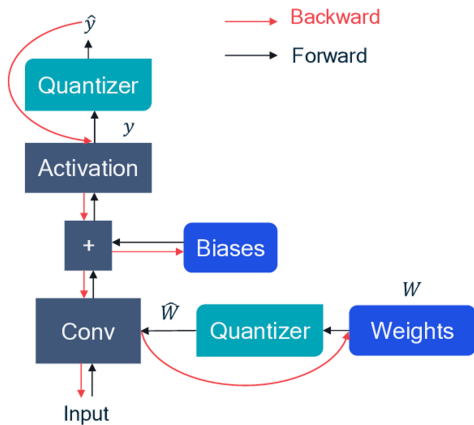 ŷ
Backward
Forward
Quantizer
y
Activation
+
Biases
Ŵ
W
Conv
Quantizer
Weights
Input